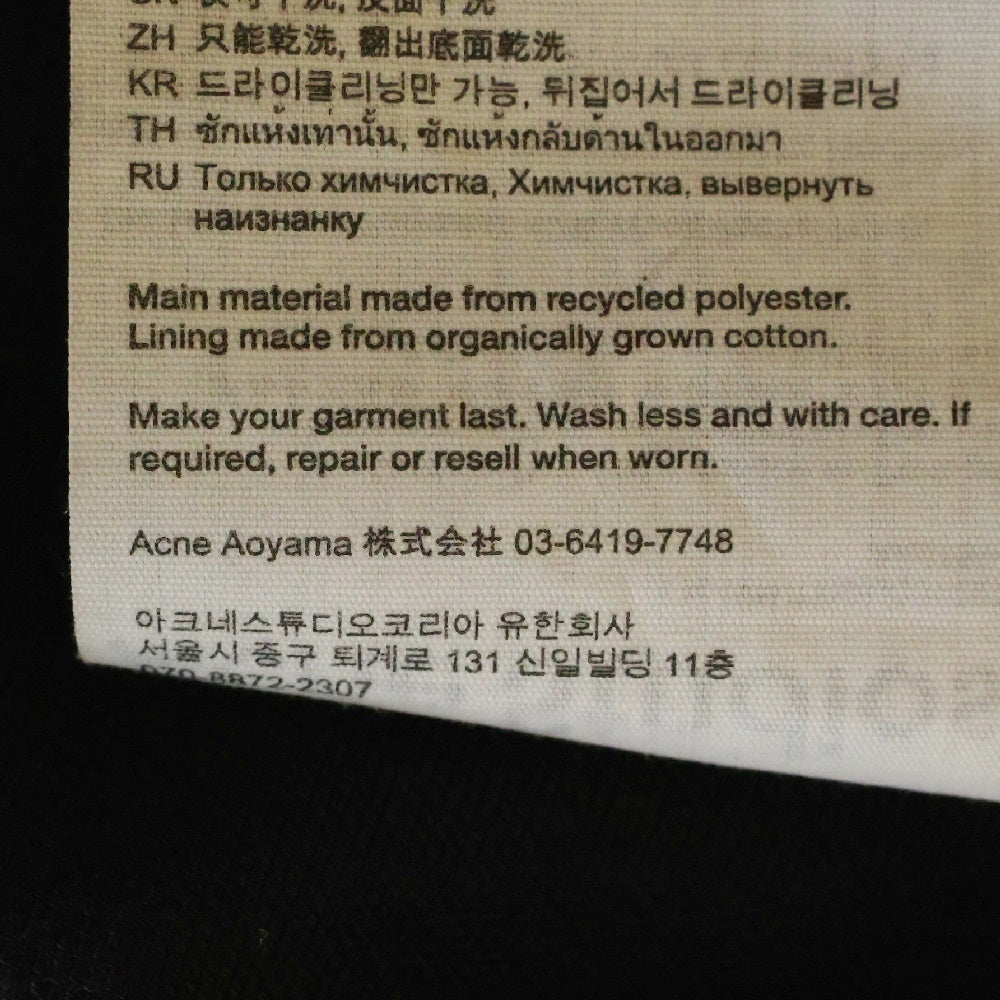 ZH 只能乾洗, 翻出底面乾洗
KR 드라이클리닝만 가능, 뒤집어서 드라이클리닝
TH ซักแห้งเท่านั้น, ซักแห้งกลับด้านในออกมา
RU Только химчистка, Химчистка, вывернуть
наизнанку
Main material made from recycled polyester.
Lining made from organically grown cotton.
Make your garment last. Wash less and with care. If
required, repair or resell when worn.
Acne Aoyama 株式会社 03-6419-7748
아크네스튜디오코리아 유한회사
서울시 중구 퇴계로 131 신일빌딩 11층
070-8872-2307